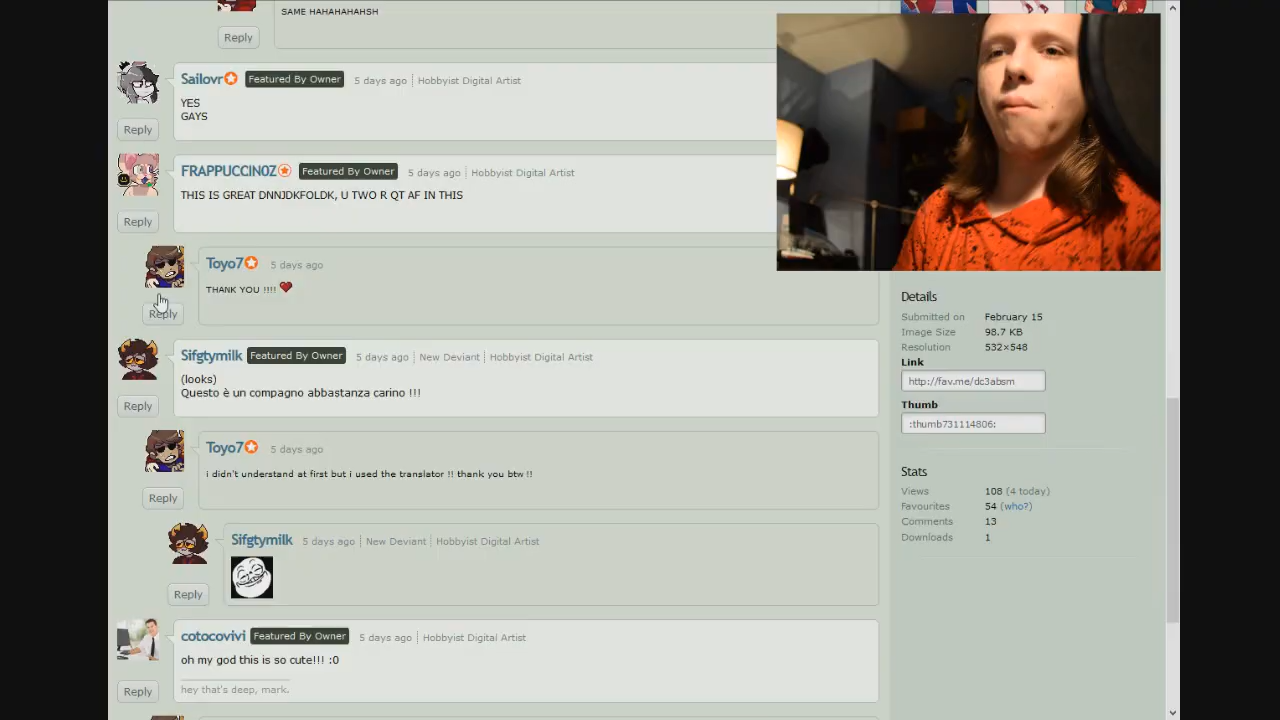 SAME HAHAHAHAHSH
Reply
Sailovr Featured By Owner 5 days ago Hobbyist Digital Artist
YES
GAYS
Reply
FRAPPUCCIN0Z Featured By Owner 5 days ago Hobbyist Digital Artist
THIS IS GREAT DNNJDKFOLDK, U TWO R QT AF IN THIS
Reply
Toyo7 5 days ago
THANK YOU !!!!
Reply
Sifgtymilk Featured By Owner 5 days ago New Deviant Hobbyist Digital Artist
(looks)
Questo è un compagno abbastanza carino !!!
Reply
Toyo7 5 days ago
i didn't understand at first but i used the translator !! thank you btw !!
Reply
Sifgtymilk 5 days ago New Deviant Hobbyist Digital Artist
Reply
cotocovivi Featured By Owner 5 days ago Hobbyist Digital Artist
oh my god this is so cute!!! :0
hey that's deep, mark.
Reply
Details
Submitted on February 15
Image Size 98.7 KB
Resolution 532×548
Link
http://fav.me/dc3absm
Thumb
:thumb731114806:
Stats
Views 108 (4 today)
Favourites 54 (who?)
Comments 13
Downloads 1